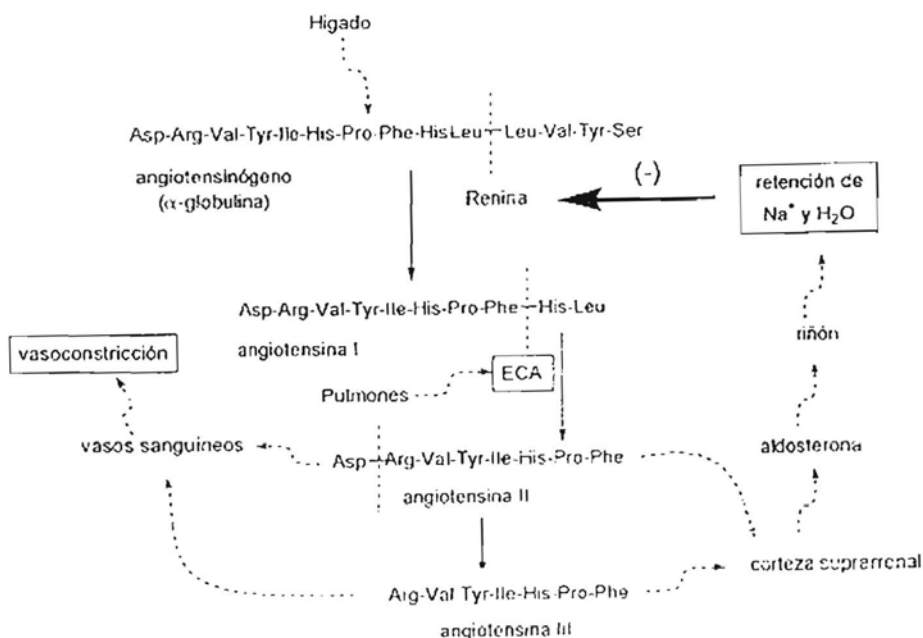 Hígado
Asp-Arg-Val-Tyr-Ile-His-Pro-Phe-HisLeu-Leu-Val-Tyr-Ser
angiotensinógeno
(α-globulina)
Renina
(-)
retención de
Na⁺ y H₂O
Asp-Arg-Val-Tyr-Ile-His-Pro-Phe-His-Leu
angiotensina I
riñón
vasoconstricción
ECA
Pulmones
vasos sanguíneos
Asp-Arg-Val-Tyr-Ile-His-Pro-Phe
aldosterona
angiotensina II
corteza suprarrenal
Arg-Val Tyr-Ile-His-Pro-Phe
angiotensina III